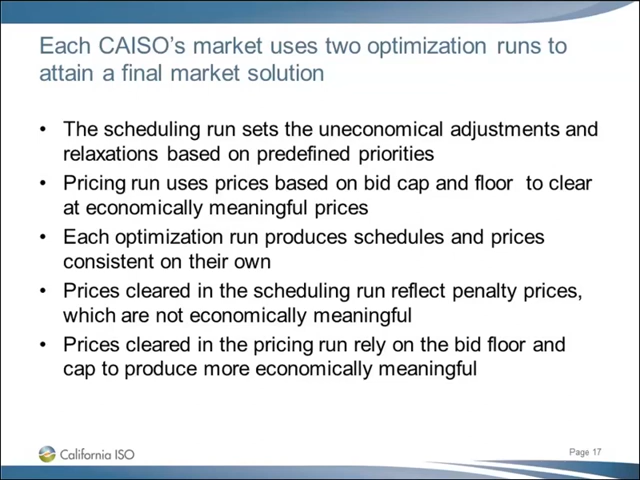 Each CAISO's market uses two optimization runs to
attain a final market solution
• The scheduling run sets the uneconomical adjustments and
relaxations based on predefined priorities
• Pricing run uses prices based on bid cap and floor to clear
at economically meaningful prices
• Each optimization run produces schedules and prices
consistent on their own
• Prices cleared in the scheduling run reflect penalty prices,
which are not economically meaningful
• Prices cleared in the pricing run rely on the bid floor and
cap to produce more economically meaningful
California ISO
Page 17